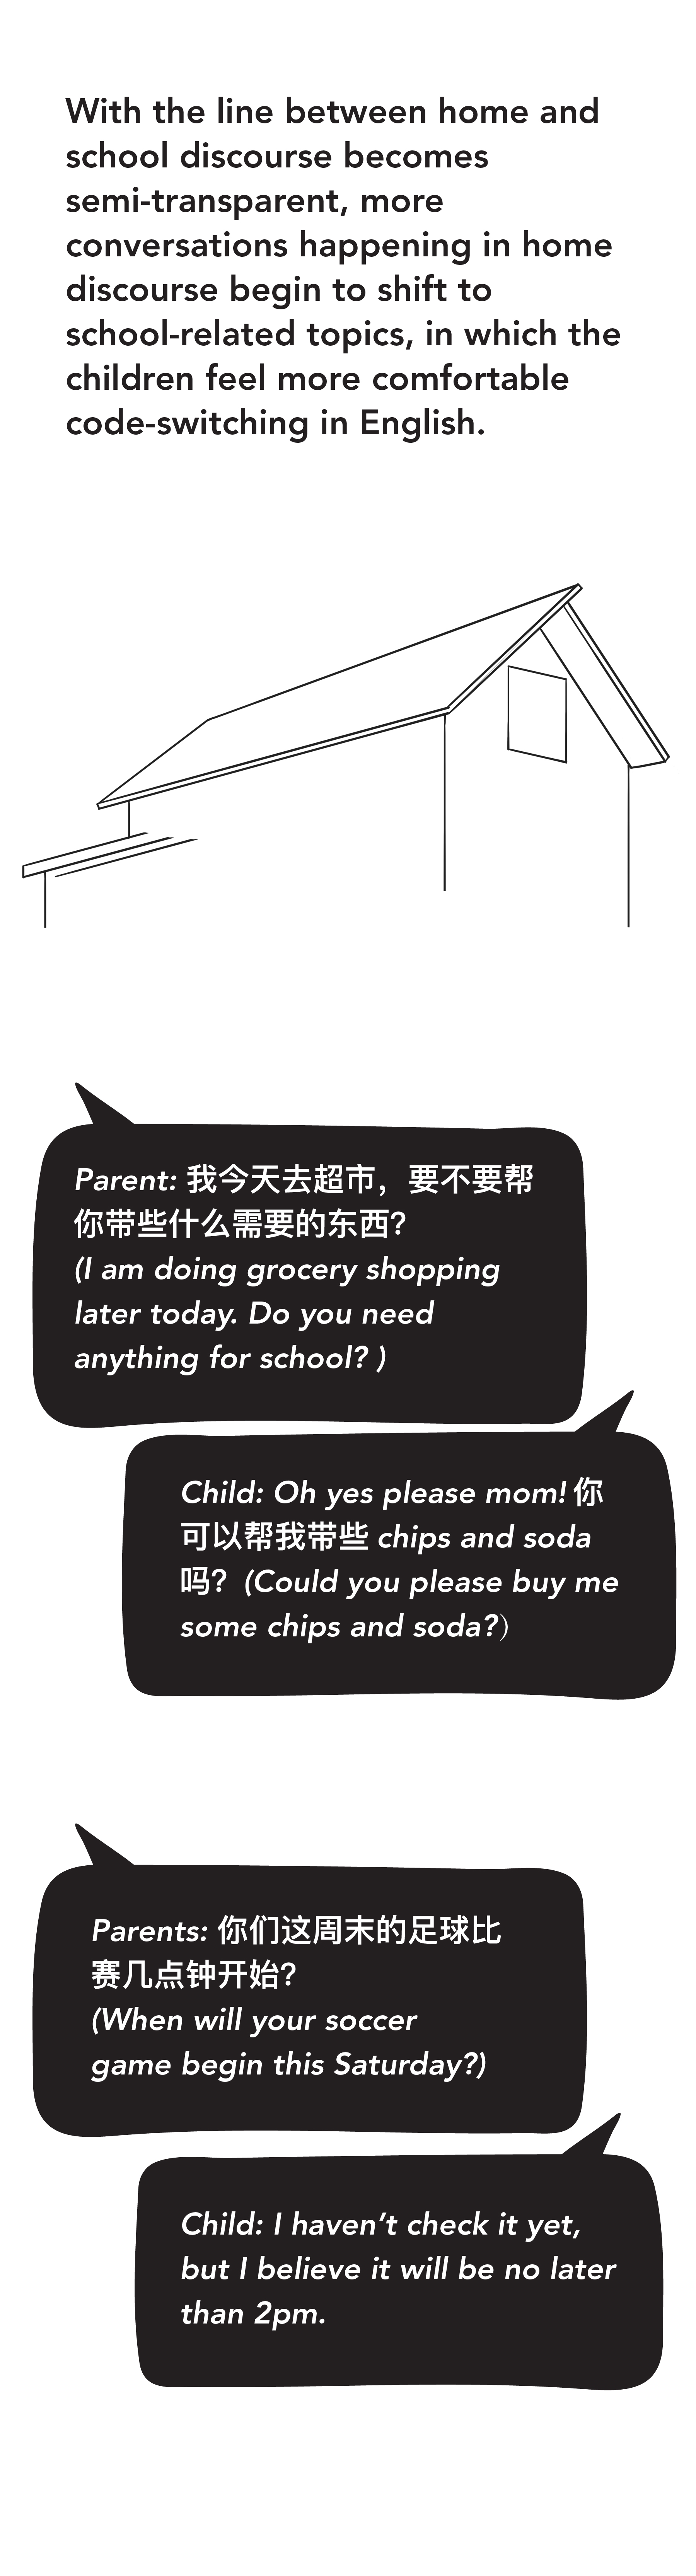 With the line between home and
school discourse becomes
semi-transparent, more
conversations happening in home
discourse begin to shift to
school-related topics, in which the
children feel more comfortable
code-switching in English.
Parent: 我今天去超市，要不要帮
你带些什么需要的东西?
(I am doing grocery shopping
later today. Do you need
anything for school? )
Child: Oh yes please mom! 你
可以帮我带些 chips and soda
吗？(Could you please buy me
some chips and soda?）
Parents: 你们这周末的足球比
赛几点钟开始?
(When will your soccer
game begin this Saturday?)
Child: I haven’t check it yet,
but I believe it will be no later
than 2pm.